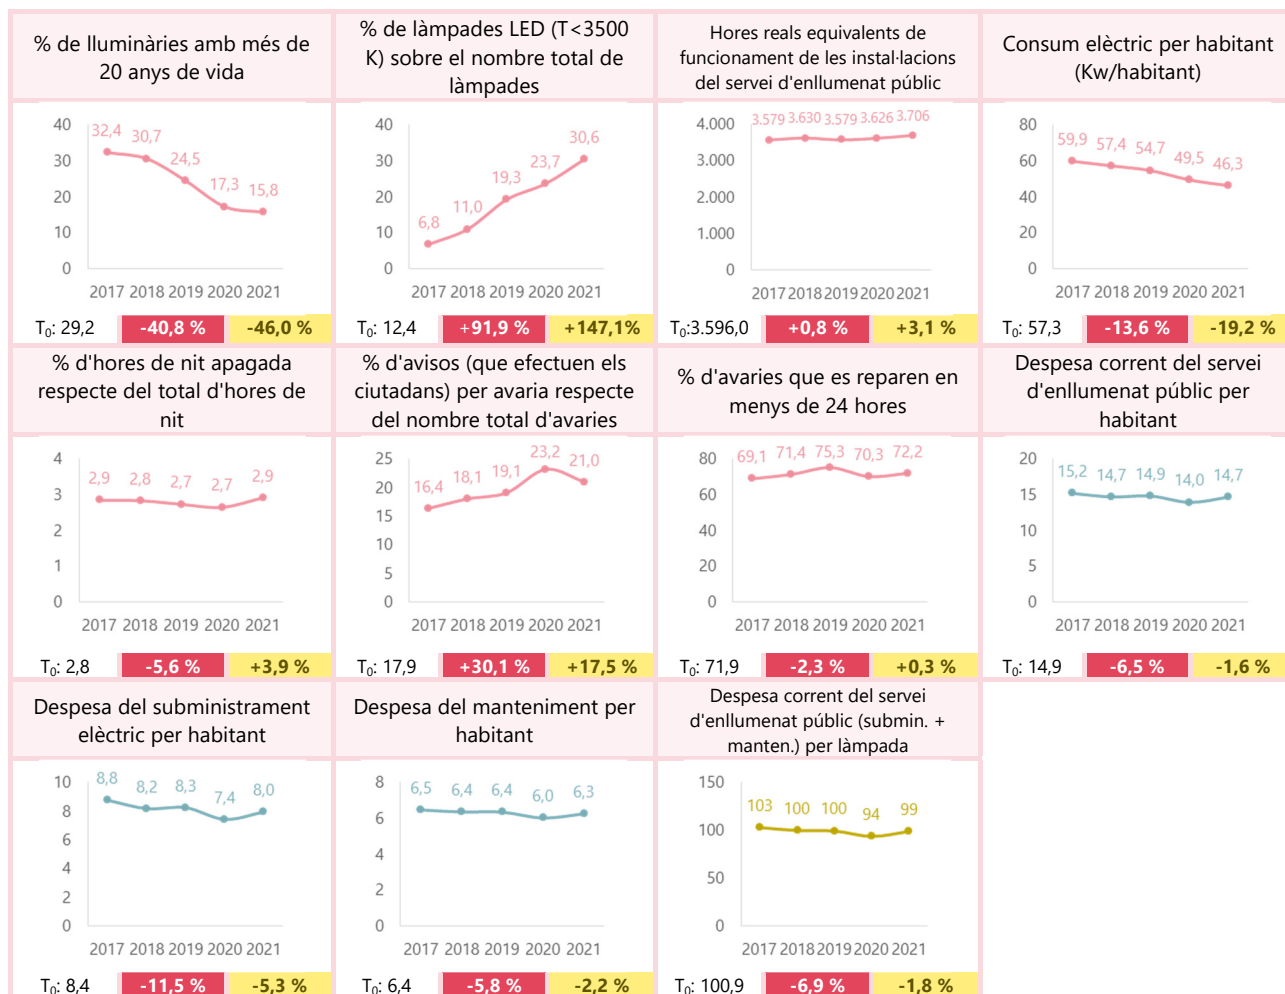 % de lluminàries amb més de
20 anys de vida
40
30
20
10
0
32,4
30,7
24,5
17,3
15,8
2017 2018 2019 2020 2021
T0: 29,2 -40,8 % -46,0 %
% de làmpades LED (T<3500
K) sobre el nombre total de
làmpades
40
30
20
10
0
6,8
11,0
19,3
23,7
30,6
2017 2018 2019 2020 2021
T0: 12,4 +91,9 % +147,1%
Hores reals equivalents de
funcionament de les instal·lacions
del servei d'enllumenat públic
4.000
3.000
2.000
1.000
0
3.579 3.630 3.579 3.626 3.706
2017 2018 2019 2020 2021
T0:3.596,0 +0,8 % +3,1 %
Consum elèctric per habitant
(Kw/habitant)
80
60
40
20
0
59,9
57,4
54,7
49,5
46,3
2017 2018 2019 2020 2021
T0: 57,3 -13,6 % -19,2 %
% d'hores de nit apagada
respecte del total d'hores de
nit
4
3
2
1
0
2,9 2,8 2,7 2,7 2,9
2017 2018 2019 2020 2021
T0: 2,8 -5,6 % +3,9 %
% d'avisos (que efectuen els
ciutadans) per avaria respecte
del nombre total d'avaries
25
20
15
10
5
0
16,4
18,1
19,1
23,2
21,0
2017 2018 2019 2020 2021
T0: 17,9 +30,1 % +17,5 %
% d'avaries que es reparen en
menys de 24 hores
80
60
40
20
0
69,1 71,4 75,3 70,3 72,2
2017 2018 2019 2020 2021
T0: 71,9 -2,3 % +0,3 %
Despesa corrent del servei
d'enllumenat públic per
habitant
20
15
10
5
0
15,2 14,7 14,9 14,0 14,7
2017 2018 2019 2020 2021
T0: 14,9 -6,5 % -1,6 %
Despesa del subministrament
elèctric per habitant
10
8
6
4
2
0
8,8 8,2 8,3 7,4 8,0
2017 2018 2019 2020 2021
T0: 8,4 -11,5 % -5,3 %
Despesa del manteniment per
habitant
8
6
4
2
0
6,5 6,4 6,4 6,0 6,3
2017 2018 2019 2020 2021
T0: 6,4 -5,8 % -2,2 %
Despesa corrent del servei
d'enllumenat públic (submin. +
manten.) per làmpada
150
100
50
0
103 100 100 94 99
2017 2018 2019 2020 2021
T0: 100,9 -6,9 % -1,8 %